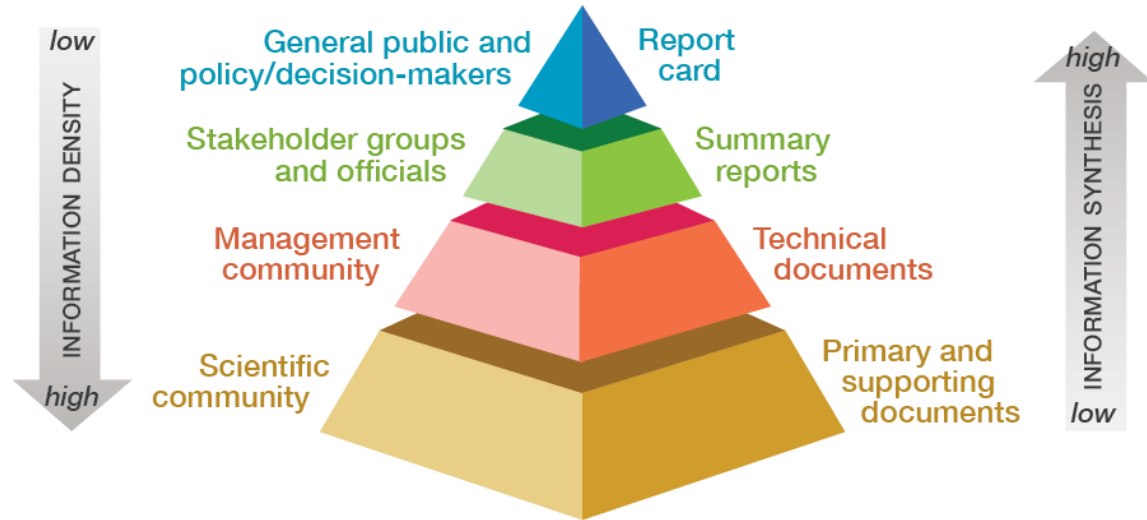 low
INFORMATION DENSITY
high
General public and
policy/decision-makers
Report
card
Stakeholder groups
and officials
Summary
reports
Management
community
Technical
documents
Scientific
community
Primary and
supporting
documents
high
INFORMATION SYNTHESIS
low